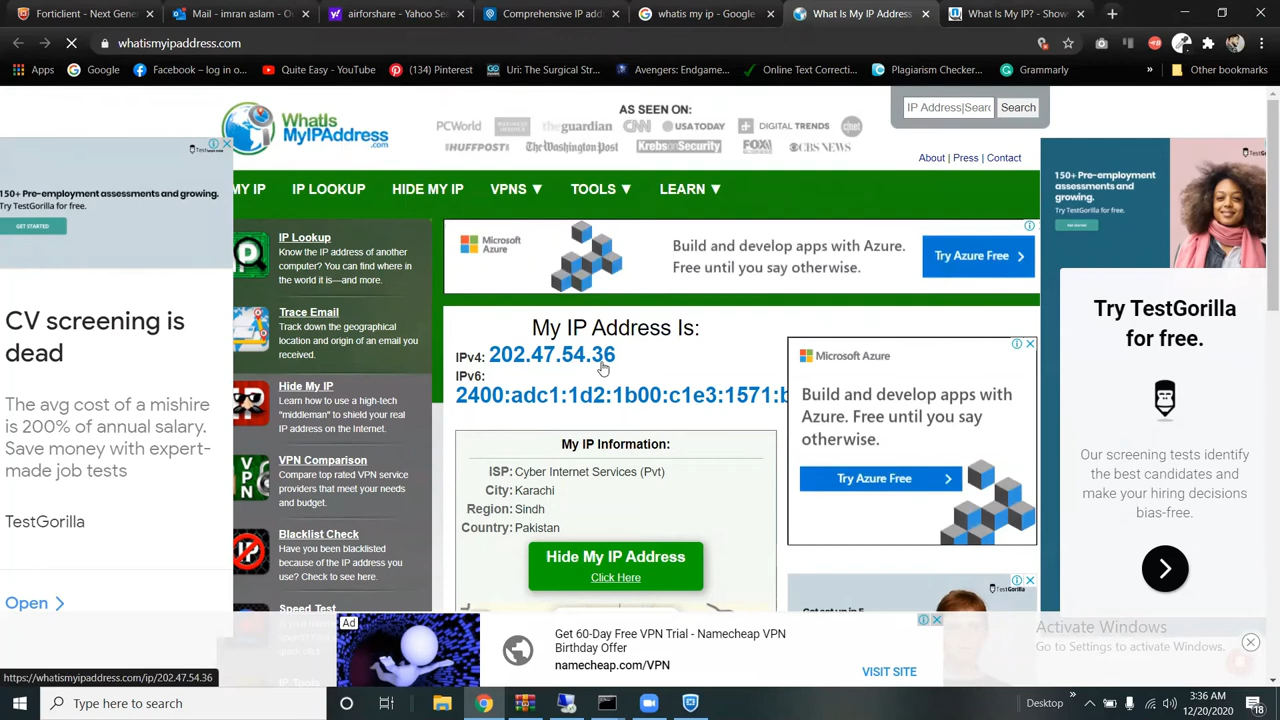 (1) Outlook
Mail - imran aslam - Ou
airforshare - Yahoo Sea
Comprehensive IP addr
whatis my ip - Google
What Is My IP Address
What Is My IP? - Show
whatismyipaddress.com
Apps
Google
Facebook – log in o...
Quite Easy - YouTube
(134) Pinterest
Uri: The Surgical Str...
Avengers: Endgame...
Online Text Correcti...
Plagiarism Checker...
Grammarly
»
Other bookmarks
WhatIs
MyIPAddress
.com
AS SEEN ON:
PCWorld
the guardian
CNN
USA TODAY
DIGITAL TRENDS
cnet
HUFFPOST
The Washington Post
KrebsonSecurity
FOX
CBS NEWS
IP Address|Searc
Search
About | Press | Contact
MY IP
IP LOOKUP
HIDE MY IP
VPNS ▼
TOOLS ▼
LEARN ▼
150+ Pre-employment assessments and growing.
Try TestGorilla for free.
GET STARTED
CV screening is
dead
The avg cost of a mishire
is 200% of annual salary.
Save money with expert-
made job tests
TestGorilla
Open
IP Lookup
Know the IP address of another
computer? You can find where in
the world it is—and more.
Trace Email
Track down the geographical
location and origin of an email you
received.
Hide My IP
Learn how to use a high-tech
"middleman" to shield your real
IP address on the Internet.
VPN
VPN Comparison
Compare top rated VPN service
providers that meet your needs
and budget.
Blacklist Check
Have you been blacklisted
because of the IP address you
use? Check to see here.
Speed Test
IP Tools
Microsoft
Azure
Build and develop apps with Azure.
Free until you say otherwise.
Try Azure Free
My IP Address Is:
IPv4: 202.47.54.36
IPv6:
2400:adc1:1d2:1b00:c1e3:1571:b
My IP Information:
ISP: Cyber Internet Services (Pvt)
City: Karachi
Region: Sindh
Country: Pakistan
Hide My IP Address
Click Here
Microsoft Azure
Build and develop apps with
Azure. Free until you say
otherwise.
Try Azure Free
TestGorilla
150+ Pre-employment
assessments and
growing.
Try TestGorilla for free.
Get started
Try TestGorilla
for free.
Our screening tests identify
the best candidates and
make your hiring decisions
bias-free.
Ad
Get 60-Day Free VPN Trial - Namecheap VPN
Birthday Offer
namecheap.com/VPN
VISIT SITE
Activate Windows
Go to Settings to activate Windows.
https://whatismyipaddress.com/ip/202.47.54.36
Type here to search
Desktop
»
3:36 AM
12/20/2020
18